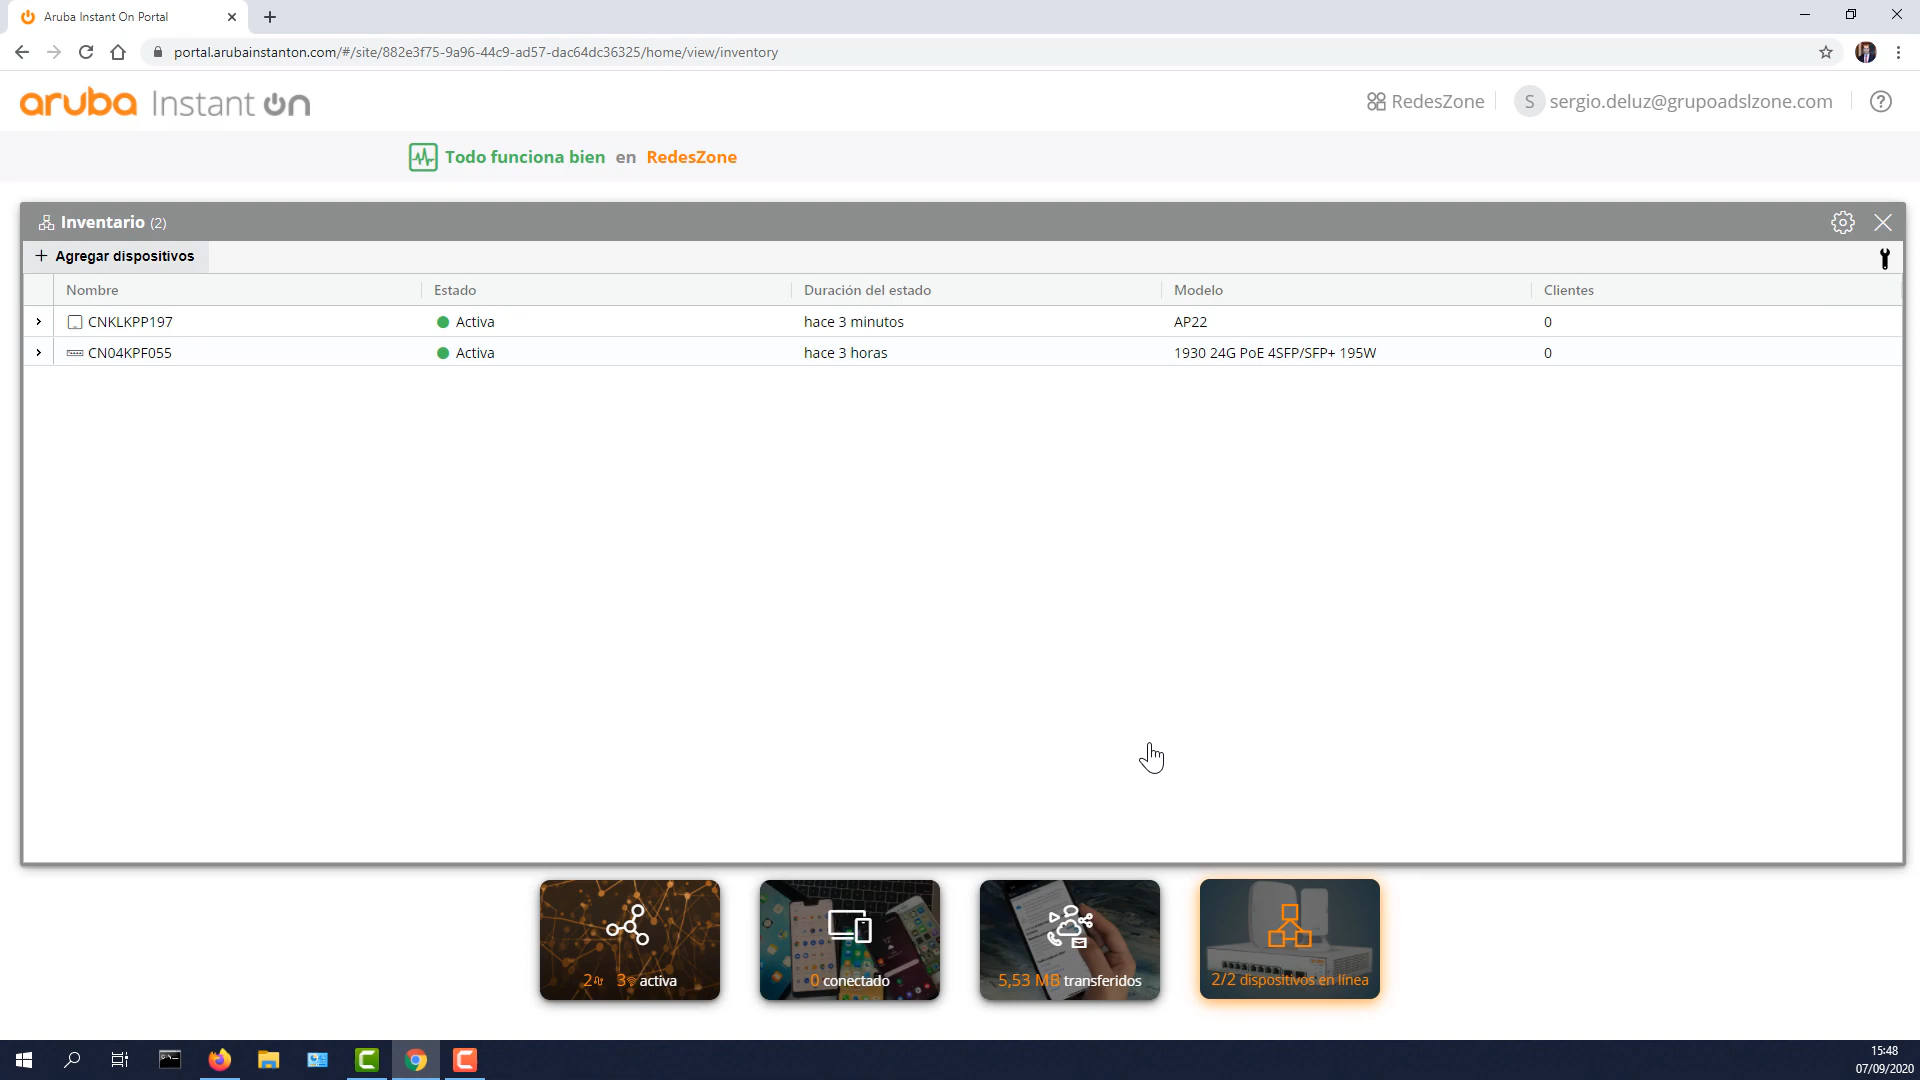 Aruba Instant On Portal
portal.arubainstanton.com/#/site/882e3f75-9a96-44c9-ad57-dac64dc36325/home/view/inventory
aruba Instant On
RedesZone
S sergio.deluz@grupoadslzone.com
Todo funciona bien en RedesZone
Inventario (2)
+ Agregar dispositivos
Nombre Estado Duración del estado Modelo Clientes
CNKLKPP197 Activa hace 3 minutos AP22 0
CN04KPF055 Activa hace 3 horas 1930 24G PoE 4SFP/SFP+ 195W 0
2 3 activa
0 conectado
5,53 MB transferidos
2/2 dispositivos en línea
15:48
07/09/2020